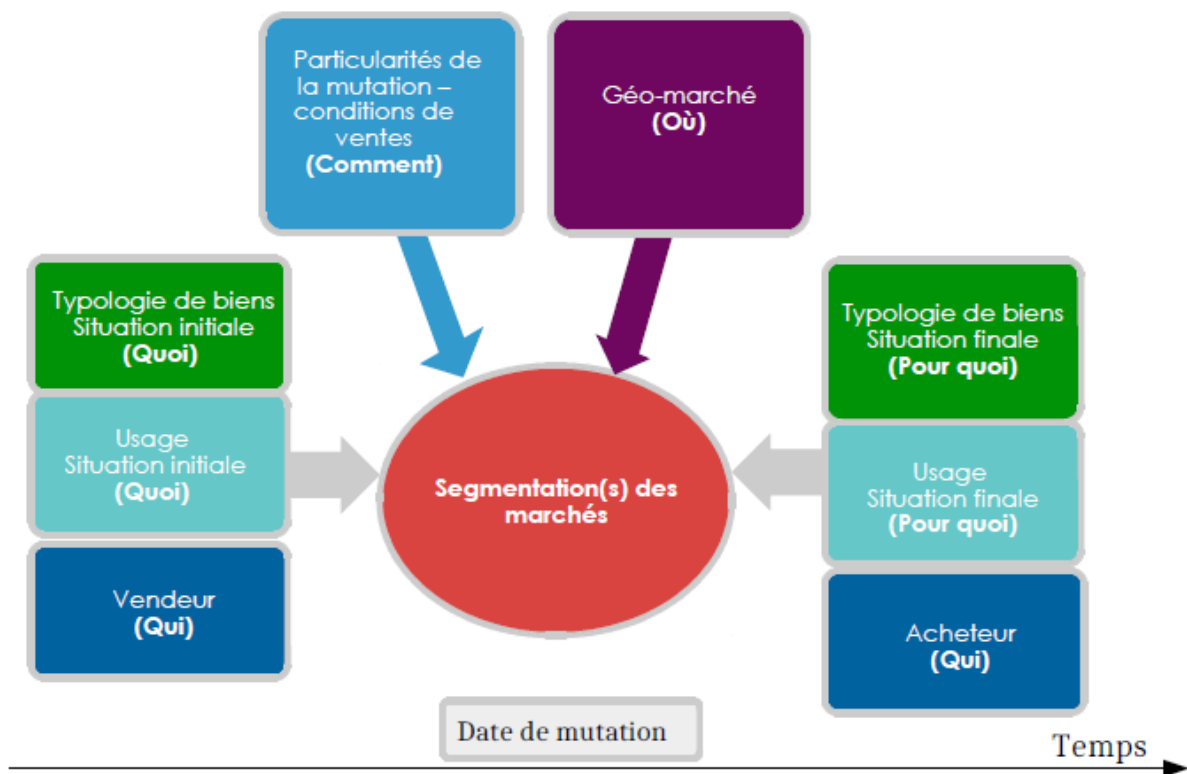 Particularités de
la mutation –
conditions de
ventes
(Comment)
Géo-marché
(Où)
Typologie de biens
Situation initiale
(Quoi)
Usage
Situation initiale
(Quoi)
Vendeur
(Qui)
Segmentation(s) des
marchés
Typologie de biens
Situation finale
(Pour quoi)
Usage
Situation finale
(Pour quoi)
Acheteur
(Qui)
Date de mutation
Temps